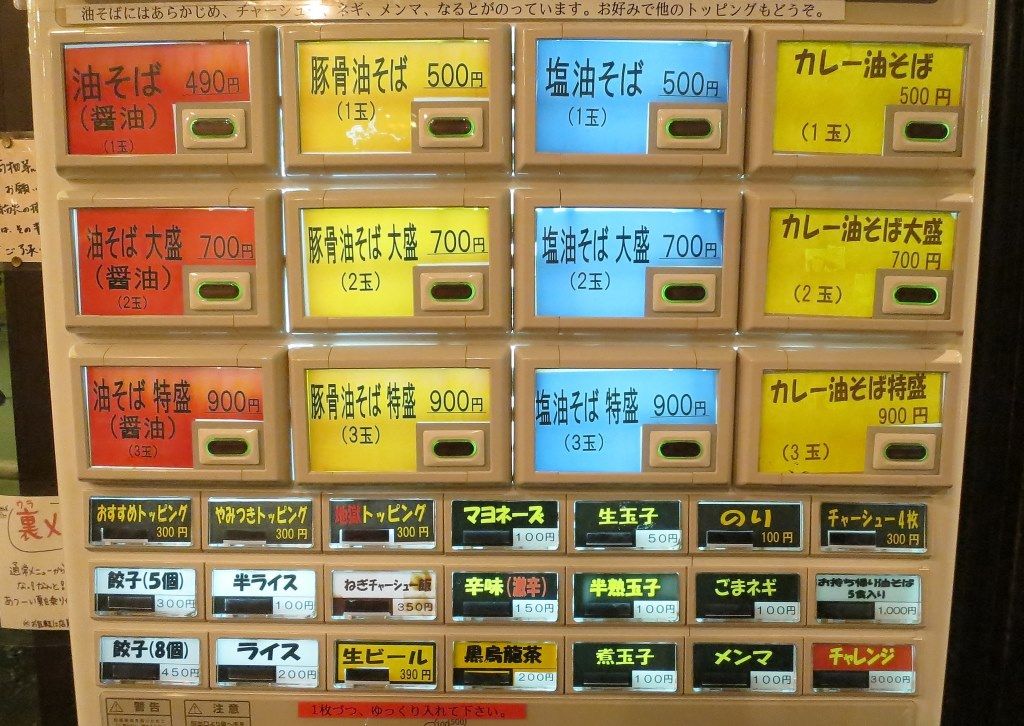 油そばにはあらかじめ、チャーシュー、ネギ、メンマ、なるとがのっています。お好みで他のトッピングもどうぞ。
油そば 490円
(醤油)
(1玉)
豚骨油そば 500円
(1玉)
塩油そば 500円
(1玉)
カレー油そば
500円
(1玉)
油そば 大盛 700円
(醤油)
(2玉)
豚骨油そば 大盛 700円
(2玉)
塩油そば 大盛 700円
(2玉)
カレー油そば大盛
700円
(2玉)
油そば 特盛 900円
(醤油)
(3玉)
豚骨油そば 特盛 900円
(3玉)
塩油そば 特盛 900円
(3玉)
カレー油そば特盛
900円
(3玉)
おすすめトッピング
300円
やみつきトッピング
300円
地獄トッピング
300円
マヨネーズ
100円
生玉子
50円
のり
100円
チャーシュー4枚
300円
餃子(5個)
300円
半ライス
100円
ねぎチャーシュー飯
350円
辛味(激辛)
150円
半熟玉子
100円
ごまネギ
100円
お持ち帰り油そば
5食入り
1,000円
餃子(8個)
450円
ライス
200円
生ビール
390円
黒烏龍茶
200円
煮玉子
100円
メンマ
100円
チャレンジ
3000円
警告
注意
1枚づつ、ゆっくり入れて下さい。
裏メ